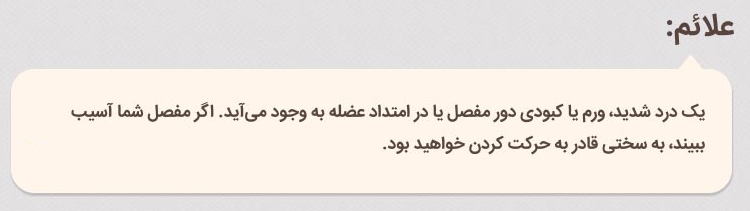 علائم:
یک درد شدید، ورم یا کبودی دور مفصل یا در امتداد عضله به وجود می‌آید. اگر مفصل شما آسیب
ببیند، به سختی قادر به حرکت کردن خواهید بود.